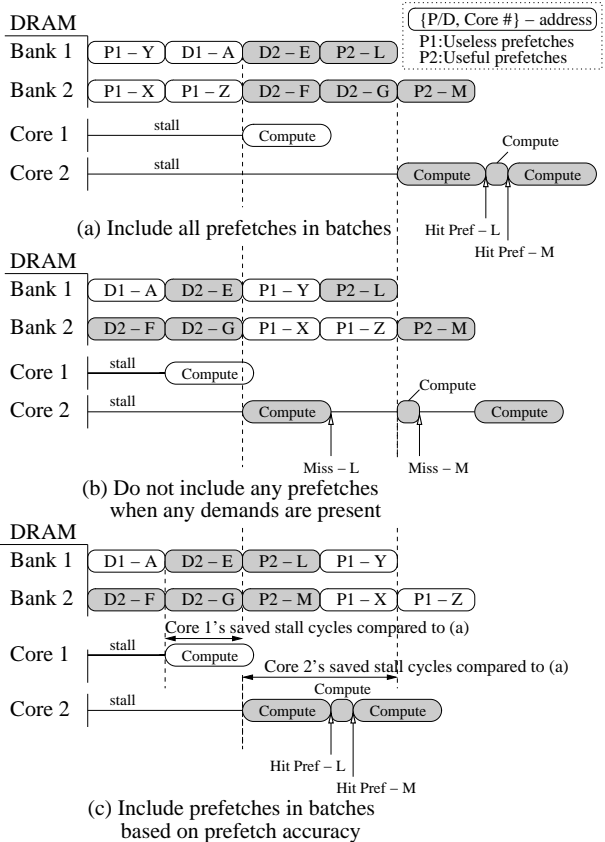 DRAM
{P/D, Core #} – address
P1:Useless prefetches
P2:Useful prefetches
Bank 1 P1 – Y D1 – A D2 – E P2 – L
Bank 2 P1 – X P1 – Z D2 – F D2 – G P2 – M
Core 1 stall Compute
Compute
Core 2 stall Compute Compute
Hit Pref – L
Hit Pref – M
(a) Include all prefetches in batches
DRAM
Bank 1 D1 – A D2 – E P1 – Y P2 – L
Bank 2 D2 – F D2 – G P1 – X P1 – Z P2 – M
Core 1 stall Compute
Compute
Core 2 stall Compute Compute
Miss – L Miss – M
(b) Do not include any prefetches
when any demands are present
DRAM
Bank 1 D1 – A D2 – E P2 – L P1 – Y
Bank 2 D2 – F D2 – G P2 – M P1 – X P1 – Z
Core 1's saved stall cycles compared to (a)
Core 1 stall Compute
Core 2's saved stall cycles compared to (a)
Compute
Core 2 stall Compute Compute
Hit Pref – L
Hit Pref – M
(c) Include prefetches in batches
based on prefetch accuracy